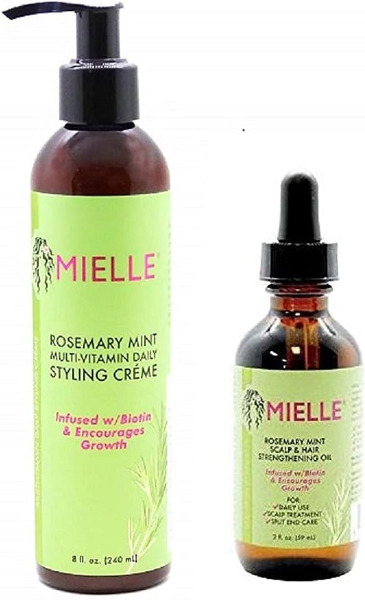 MIELLE®
ROSEMARY MINT
MULTI-VITAMIN DAILY
STYLING CRÉME
Infused w/Biotin
& Encourages
Growth
8 fl. oz. (240 mL)
MIELLE®
ROSEMARY MINT
SCALP & HAIR
STRENGTHENING OIL
Infused w/Biotin
& Encourages
Growth
FOR:
✓DAILY USE
✓SCALP TREATMENT
✓SPLIT END CARE
2 fl. oz. (59 mL)